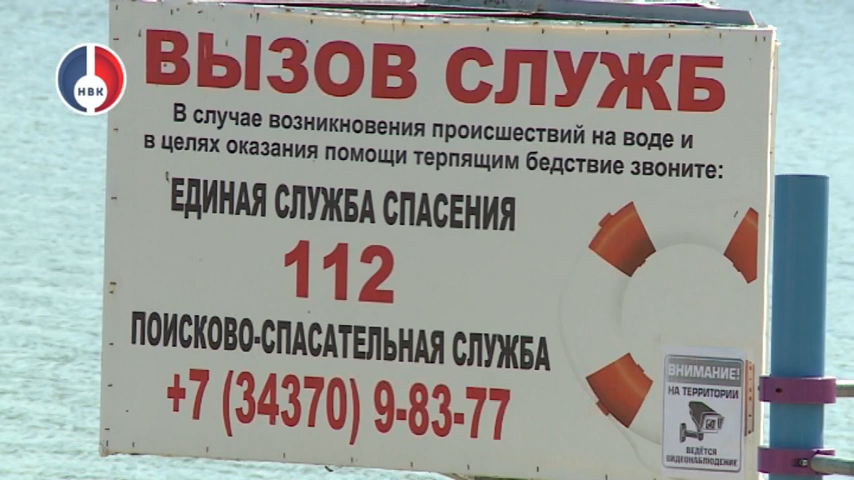 НВК
ВЫЗОВ СЛУЖБ
В случае возникновения происшествий на воде и
в целях оказания помощи терпящим бедствие звоните:
ЕДИНАЯ СЛУЖБА СПАСЕНИЯ
112
ПОИСКОВО-СПАСАТЕЛЬНАЯ СЛУЖБА
+7 (34370) 9-83-77
ВНИМАНИЕ!
НА ТЕРРИТОРИИ
ВЕДЁТСЯ
ВИДЕОНАБЛЮДЕНИЕ